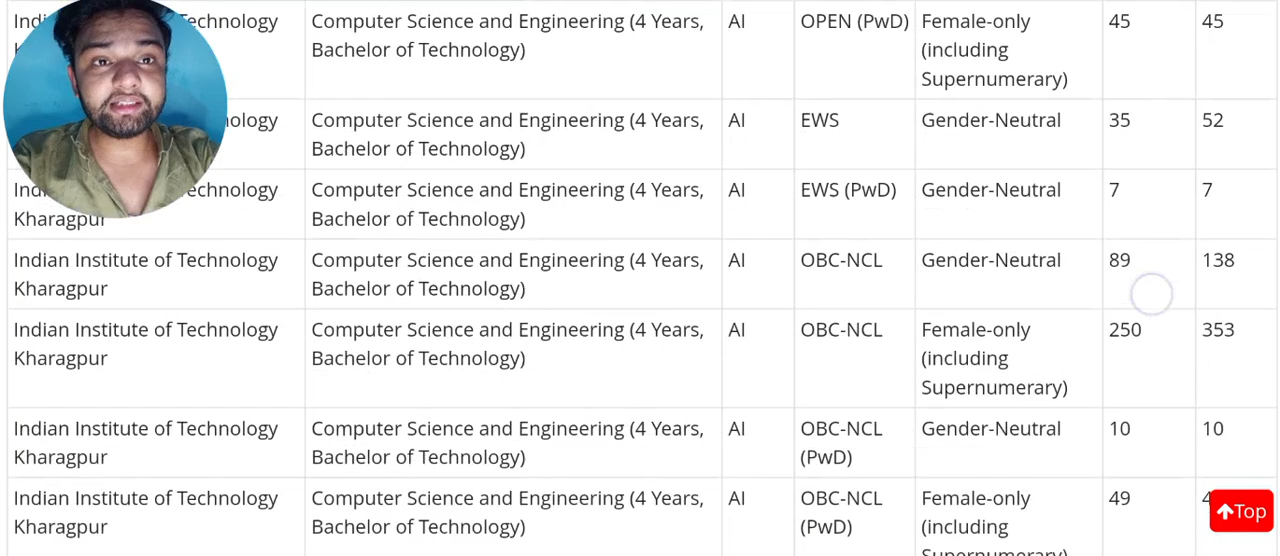 Indi echnology Computer Science and Engineering (4 Years, AI OPEN (PwD) Female-only 45 45
Bachelor of Technology) (including
Supernumerary)
ology Computer Science and Engineering (4 Years, AI EWS Gender-Neutral 35 52
Bachelor of Technology)
Indi echnology Computer Science and Engineering (4 Years, AI EWS (PwD) Gender-Neutral 7 7
Kharagpur Bachelor of Technology)
Indian Institute of Technology Computer Science and Engineering (4 Years, AI OBC-NCL Gender-Neutral 89 138
Kharagpur Bachelor of Technology)
Indian Institute of Technology Computer Science and Engineering (4 Years, AI OBC-NCL Female-only 250 353
Kharagpur Bachelor of Technology) (including
Supernumerary)
Indian Institute of Technology Computer Science and Engineering (4 Years, AI OBC-NCL Gender-Neutral 10 10
Kharagpur Bachelor of Technology) (PwD)
Indian Institute of Technology Computer Science and Engineering (4 Years, AI OBC-NCL Female-only 49
Kharagpur Bachelor of Technology) (PwD) (including
Top